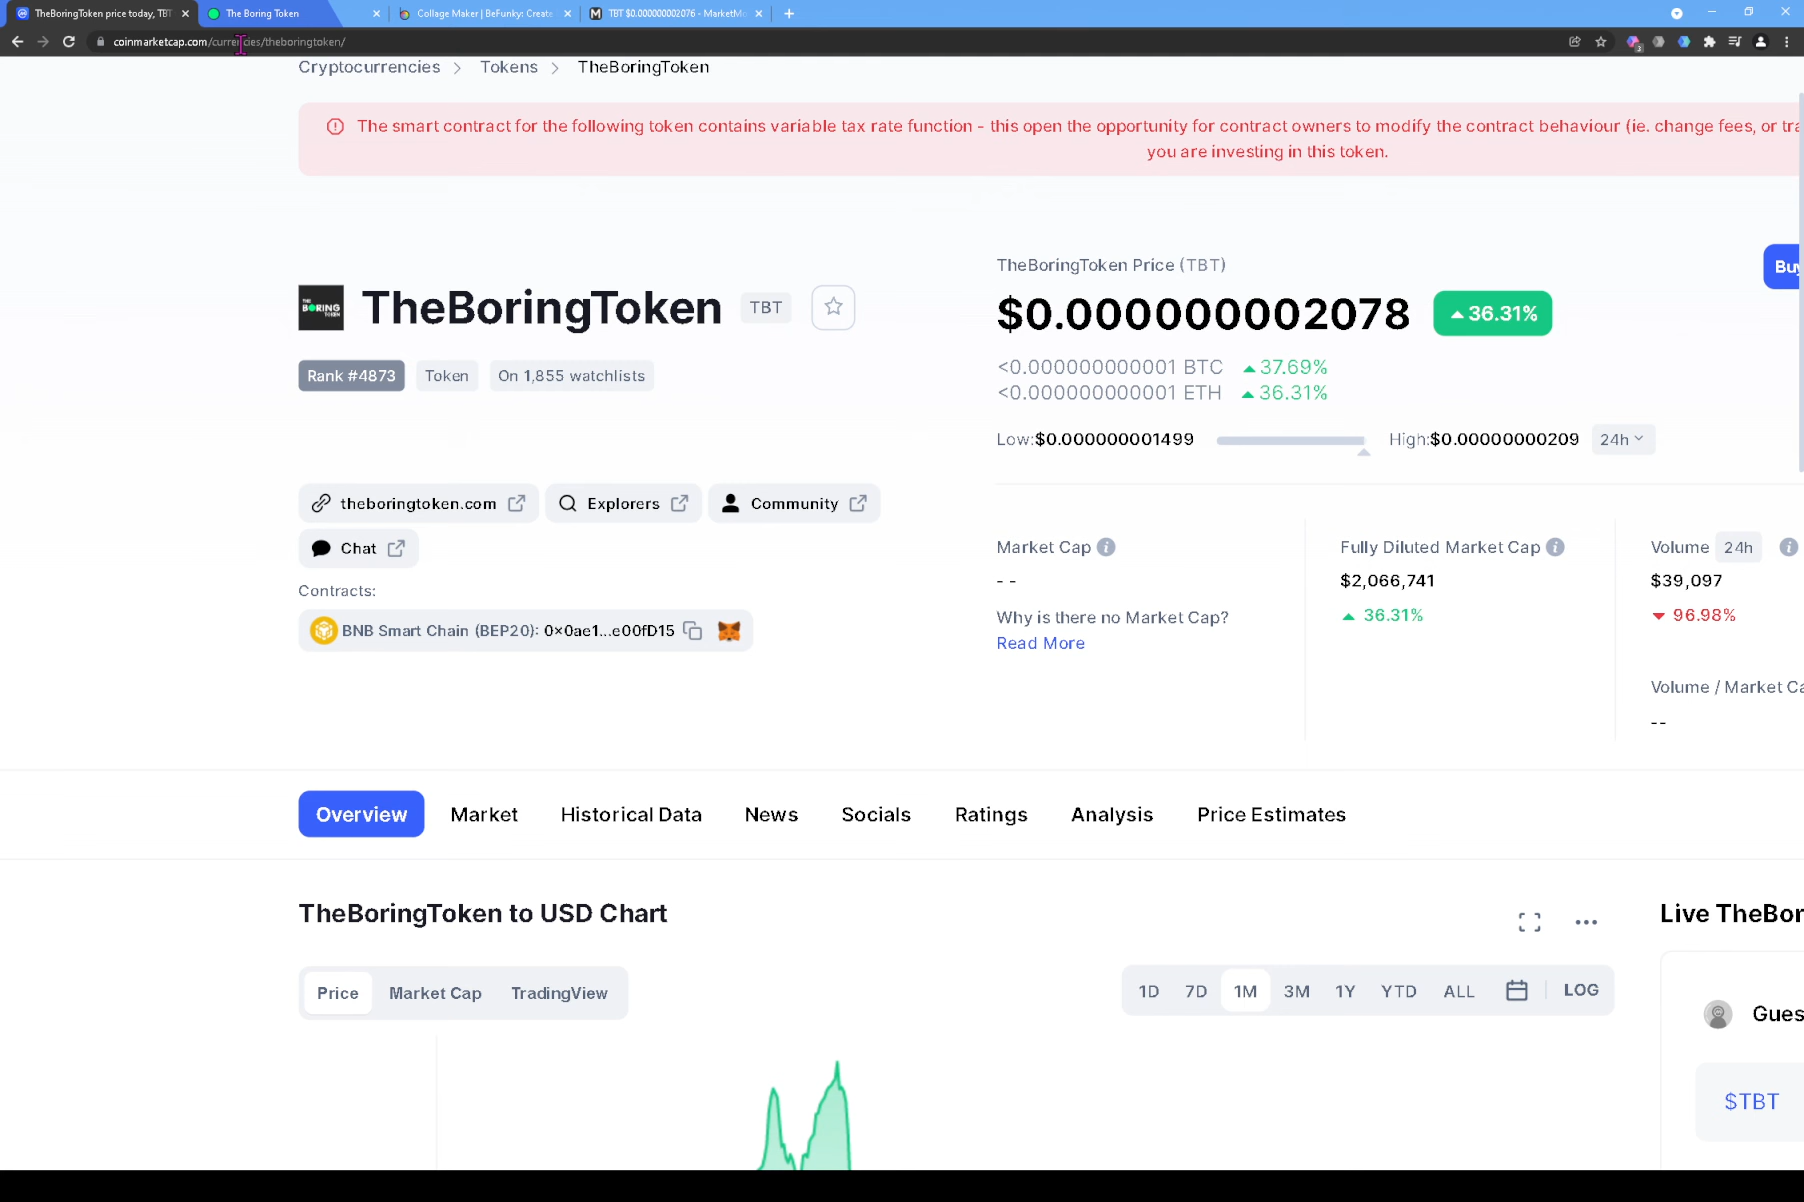 TheBoringToken price today, TBT
The Boring Token
Collage Maker | BeFunky: Create
TBT $0.000000002076 - MarketMo
coinmarketcap.com/currencies/theboringtoken/
Cryptocurrencies > Tokens > TheBoringToken
The smart contract for the following token contains variable tax rate function - this open the opportunity for contract owners to modify the contract behaviour (ie. change fees, or tra
you are investing in this token.
THE BORING TOKEN
TheBoringToken TBT
Rank #4873 Token On 1,855 watchlists
TheBoringToken Price (TBT)
$0.000000002078 36.31%
<0.000000000001 BTC 37.69%
<0.000000000001 ETH 36.31%
Low:$0.000000001499 High:$0.00000000209 24h
Buy
theboringtoken.com Explorers Community
Chat
Contracts:
BNB Smart Chain (BEP20): 0x0ae1...e00fD15
Market Cap
- -
Why is there no Market Cap?
Read More
Fully Diluted Market Cap
$2,066,741
36.31%
Volume 24h
$39,097
96.98%
Volume / Market Ca
--
Overview Market Historical Data News Socials Ratings Analysis Price Estimates
TheBoringToken to USD Chart
Price Market Cap TradingView
1D 7D 1M 3M 1Y YTD ALL LOG
Live TheBor
Gues
$TBT